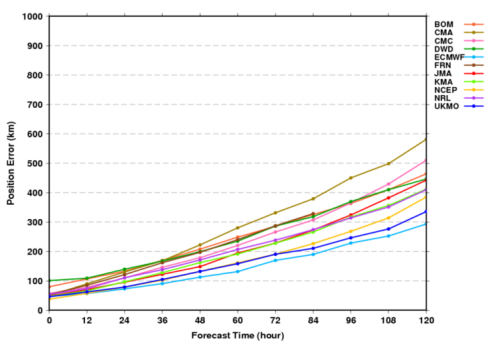 1000
900
800
700
600
500
400
300
200
100
0
Position Error (km)
0 12 24 36 48 60 72 84 96 108 120
Forecast Time (hour)
BOM
CMA
CMC
DWD
ECMWF
FRN
JMA
KMA
NCEP
NRL
UKMO